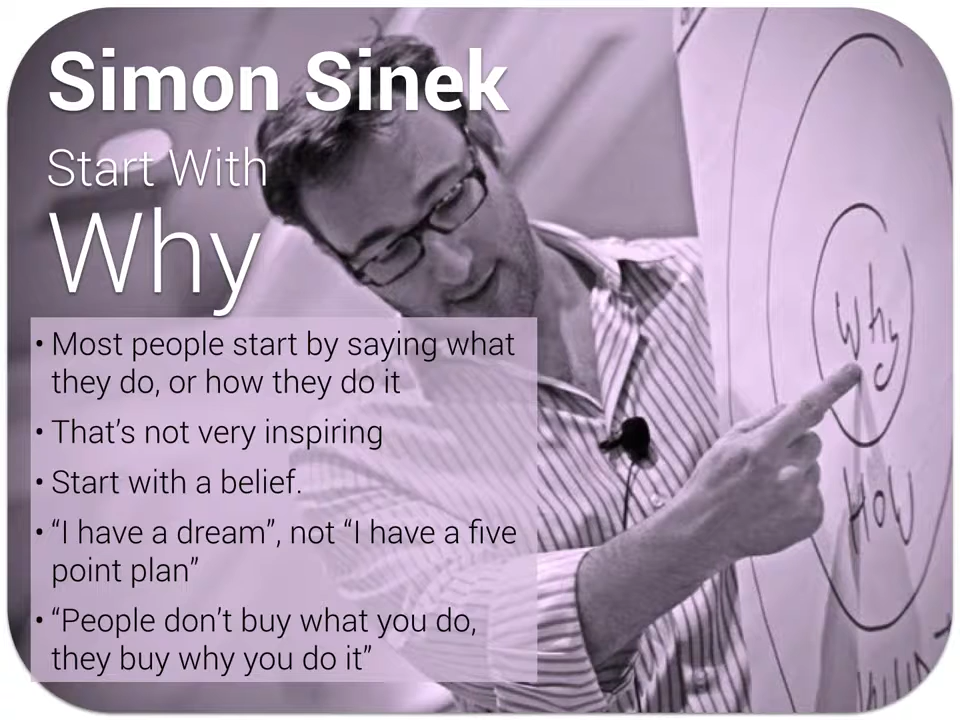 Simon Sinek
Start With
Why
• Most people start by saying what
they do, or how they do it
• That’s not very inspiring
• Start with a belief.
• “I have a dream”, not “I have a five
point plan”
• “People don’t buy what you do,
they buy why you do it”
Why
HOW